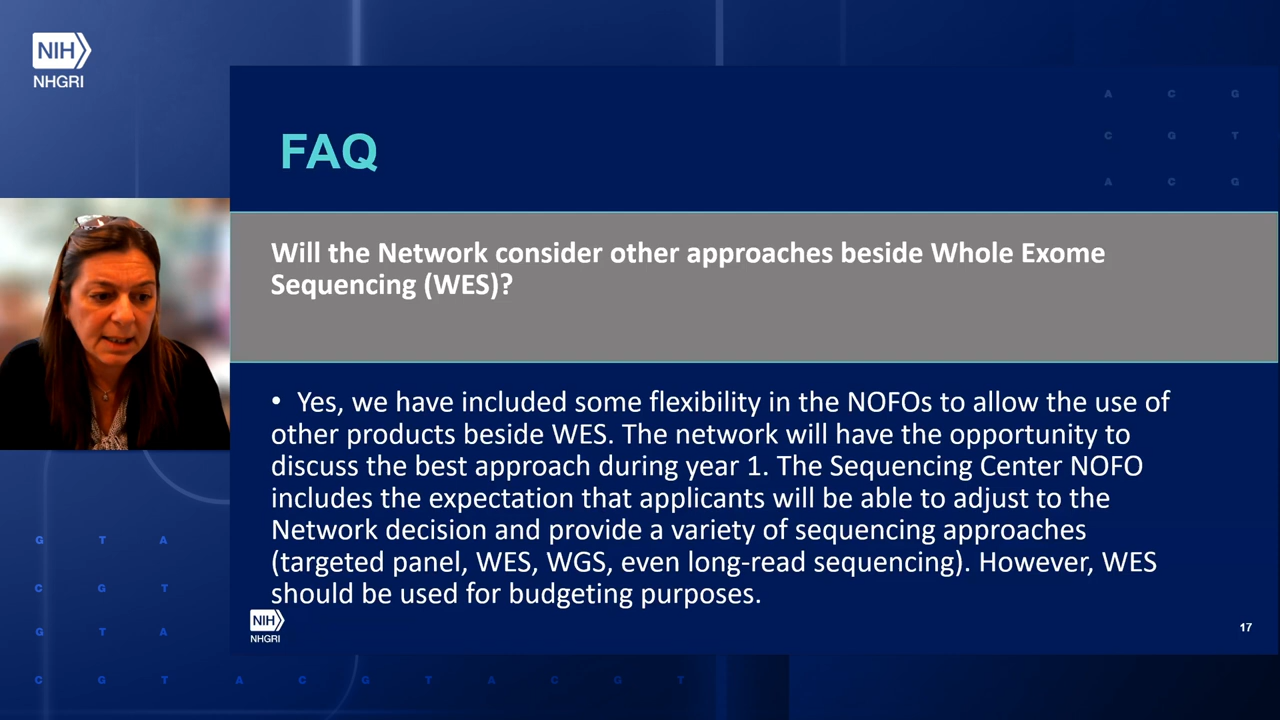 NIH
NHGRI
A C G
FAQ
C G T
A C G
Will the Network consider other approaches beside Whole Exome
Sequencing (WES)?
• Yes, we have included some flexibility in the NOFOs to allow the use of
other products beside WES. The network will have the opportunity to
discuss the best approach during year 1. The Sequencing Center NOFO
includes the expectation that applicants will be able to adjust to the
Network decision and provide a variety of sequencing approaches
(targeted panel, WES, WGS, even long-read sequencing). However, WES
should be used for budgeting purposes.
NIH
NHGRI
17
G T A
C G T
G T A
C G T A C G T A C G T